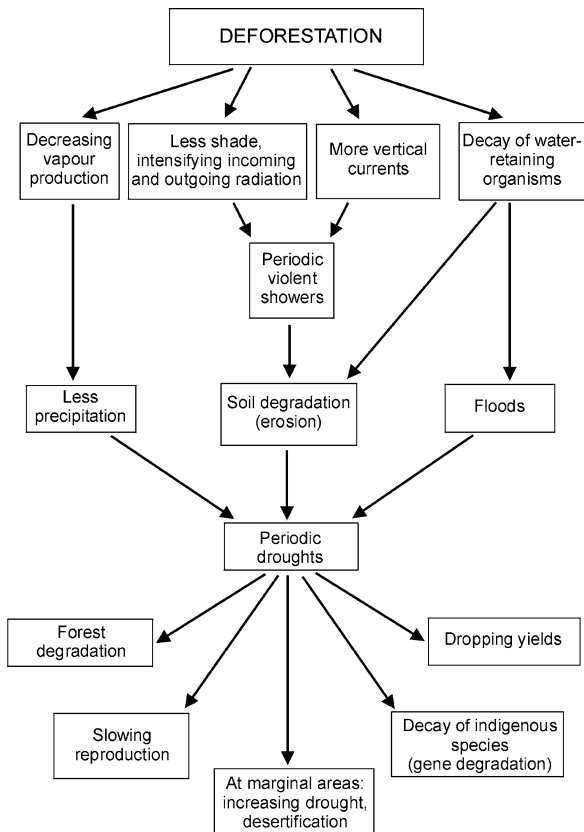 DEFORESTATION
Decreasing
vapour
production
Less shade,
intensifying incoming
and outgoing radiation
More vertical
currents
Decay of water-
retaining
organisms
Periodic
violent
showers
Less
precipitation
Soil degradation
(erosion)
Floods
Periodic
droughts
Forest
degradation
Dropping yields
Slowing
reproduction
Decay of indigenous
species
(gene degradation)
At marginal areas:
increasing drought,
desertification